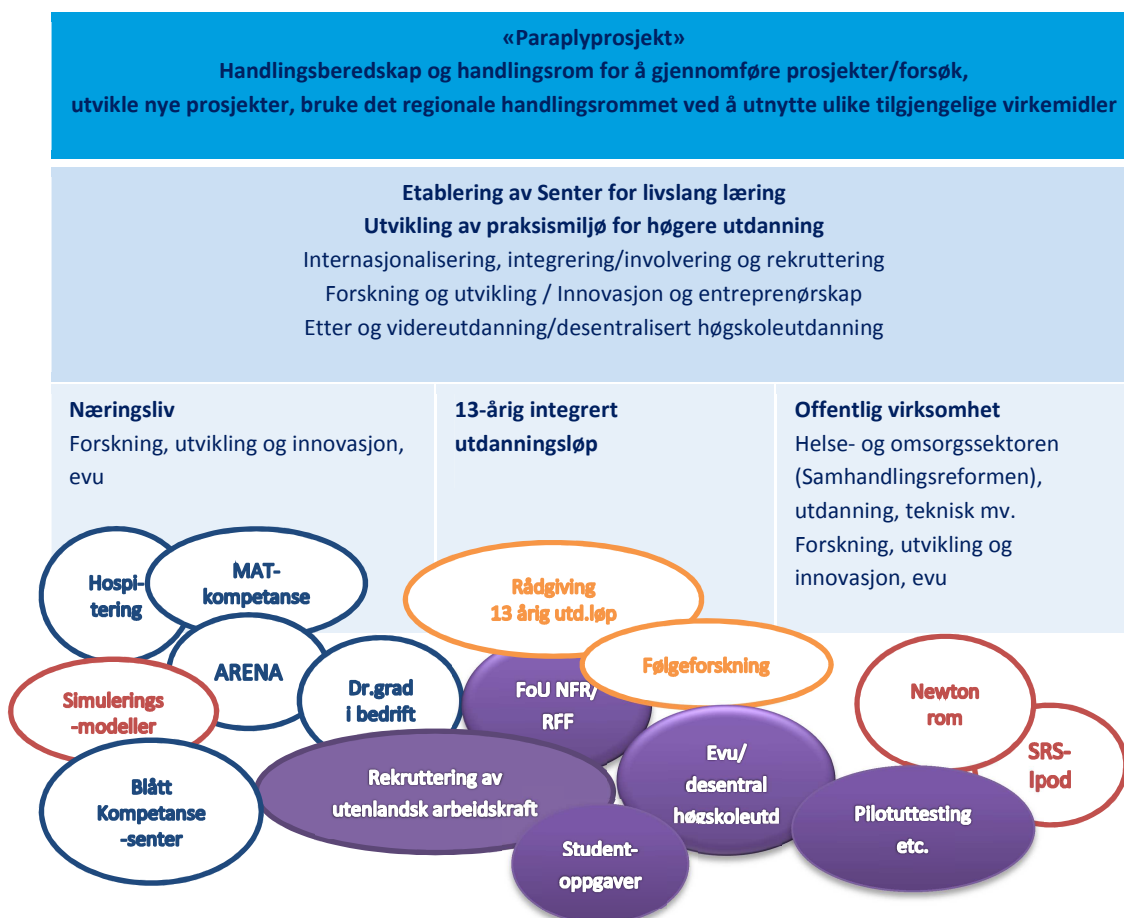 «Paraplyprosjekt»
Handlingsberedskap og handlingsrom for å gjennomføre prosjekter/forsøk,
utvikle nye prosjekter, bruke det regionale handlingsrommet ved å utnytte ulike tilgjengelige virkemidler
Etablering av Senter for livslang læring
Utvikling av praksismiljø for høgere utdanning
Internasjonalisering, integrering/involvering og rekruttering
Forskning og utvikling / Innovasjon og entreprenørskap
Etter og videreutdanning/desentralisert høgskoleutdanning
Næringsliv
Forskning, utvikling og innovasjon,
evu
13-årig integrert
utdanningsløp
Offentlig virksomhet
Helse- og omsorgssektoren
(Samhandlingsreformen),
utdanning, teknisk mv.
Forskning, utvikling og
innovasjon, evu
Hospi-
tering
MAT-
kompetanse
Rådgiving
13 årig utd.løp
ARENA
Følgeforskning
Simulerings
-modeller
Dr.grad
i bedrift
FoU NFR/
RFF
Newton
rom
SRS-
Ipod
Blått
Kompetanse
-senter
Rekruttering av
utenlandsk arbeidskraft
Evu/
desentral
høgskoleutd
Pilotuttesting
etc.
Student-
oppgaver